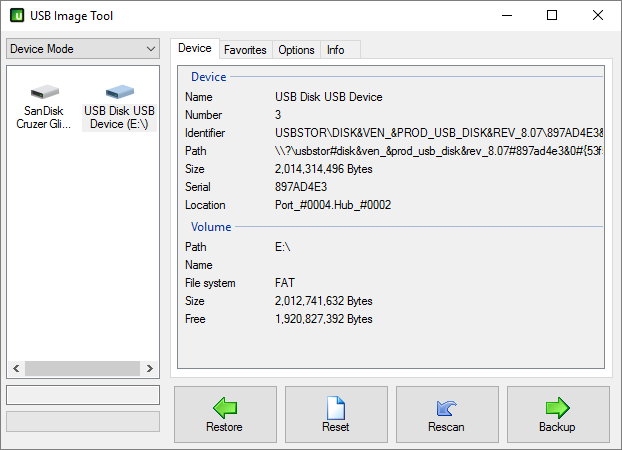 USB Image Tool
Device Mode
SanDisk
Cruzer Gli...
USB Disk USB
Device (E:\)
Device Favorites Options Info
Device
Name USB Disk USB Device
Number 3
Identifier USBSTOR\DISK&VEN_&PROD_USB_DISK&REV_8.07\897AD4E3&
Path \\?\usbstor#disk&ven_&prod_usb_disk&rev_8.07#897ad4e3&0#{53f5
Size 2,014,314,496 Bytes
Serial 897AD4E3
Location Port_#0004.Hub_#0002
Volume
Path E:\
Name
File system FAT
Size 2,012,741,632 Bytes
Free 1,920,827,392 Bytes
Restore Reset Rescan Backup